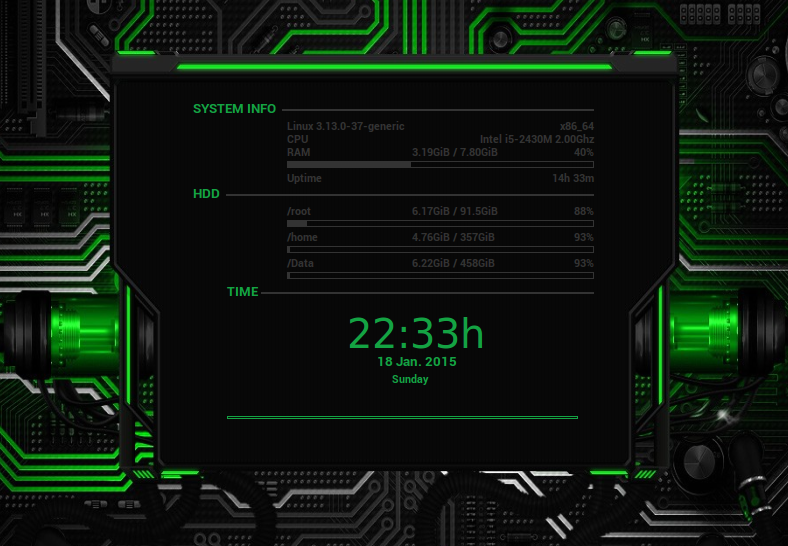 SYSTEM INFO
Linux 3.13.0-37-generic x86_64
CPU Intel i5-2430M 2.00Ghz
RAM 3.19GiB / 7.80GiB 40%
Uptime 14h 33m
HDD
/root 6.17GiB / 91.5GiB 88%
/home 4.76GiB / 357GiB 93%
/Data 6.22GiB / 458GiB 93%
TIME
22:33h
18 Jan. 2015
Sunday